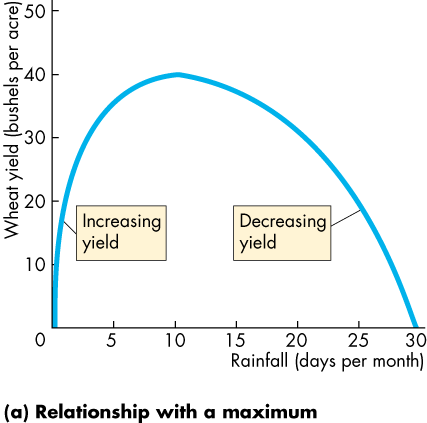 Wheat yield (bushels per acre)
50
40
30
20
10
0
Increasing
yield
Decreasing
yield
5
10
15
20
25
30
Rainfall (days per month)
(a) Relationship with a maximum